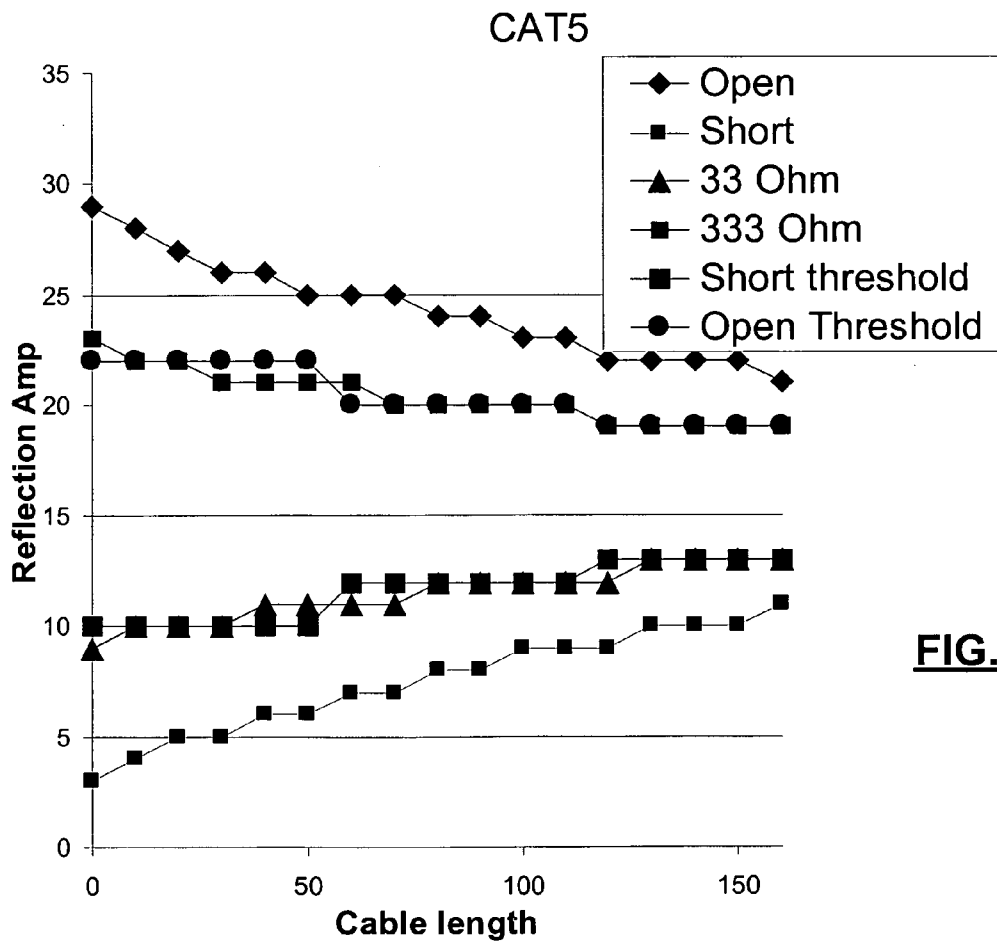 CAT5
Open
Short
33 Ohm
333 Ohm
Short threshold
Open Threshold
35
30
25
20
15
10
5
0
Reflection Amp
0 50 100 150
Cable length
FIG.